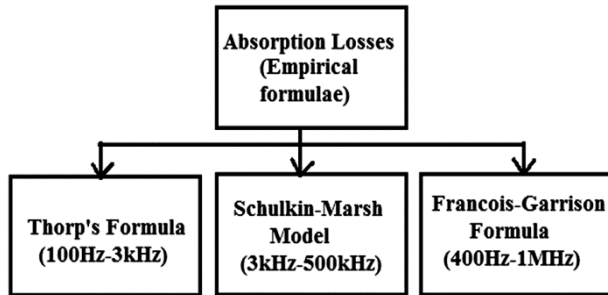 Absorption Losses
(Empirical
formulae)
Thorp's Formula
(100Hz-3kHz)
Schulkin-Marsh
Model
(3kHz-500kHz)
Francois-Garrison
Formula
(400Hz-1MHz)